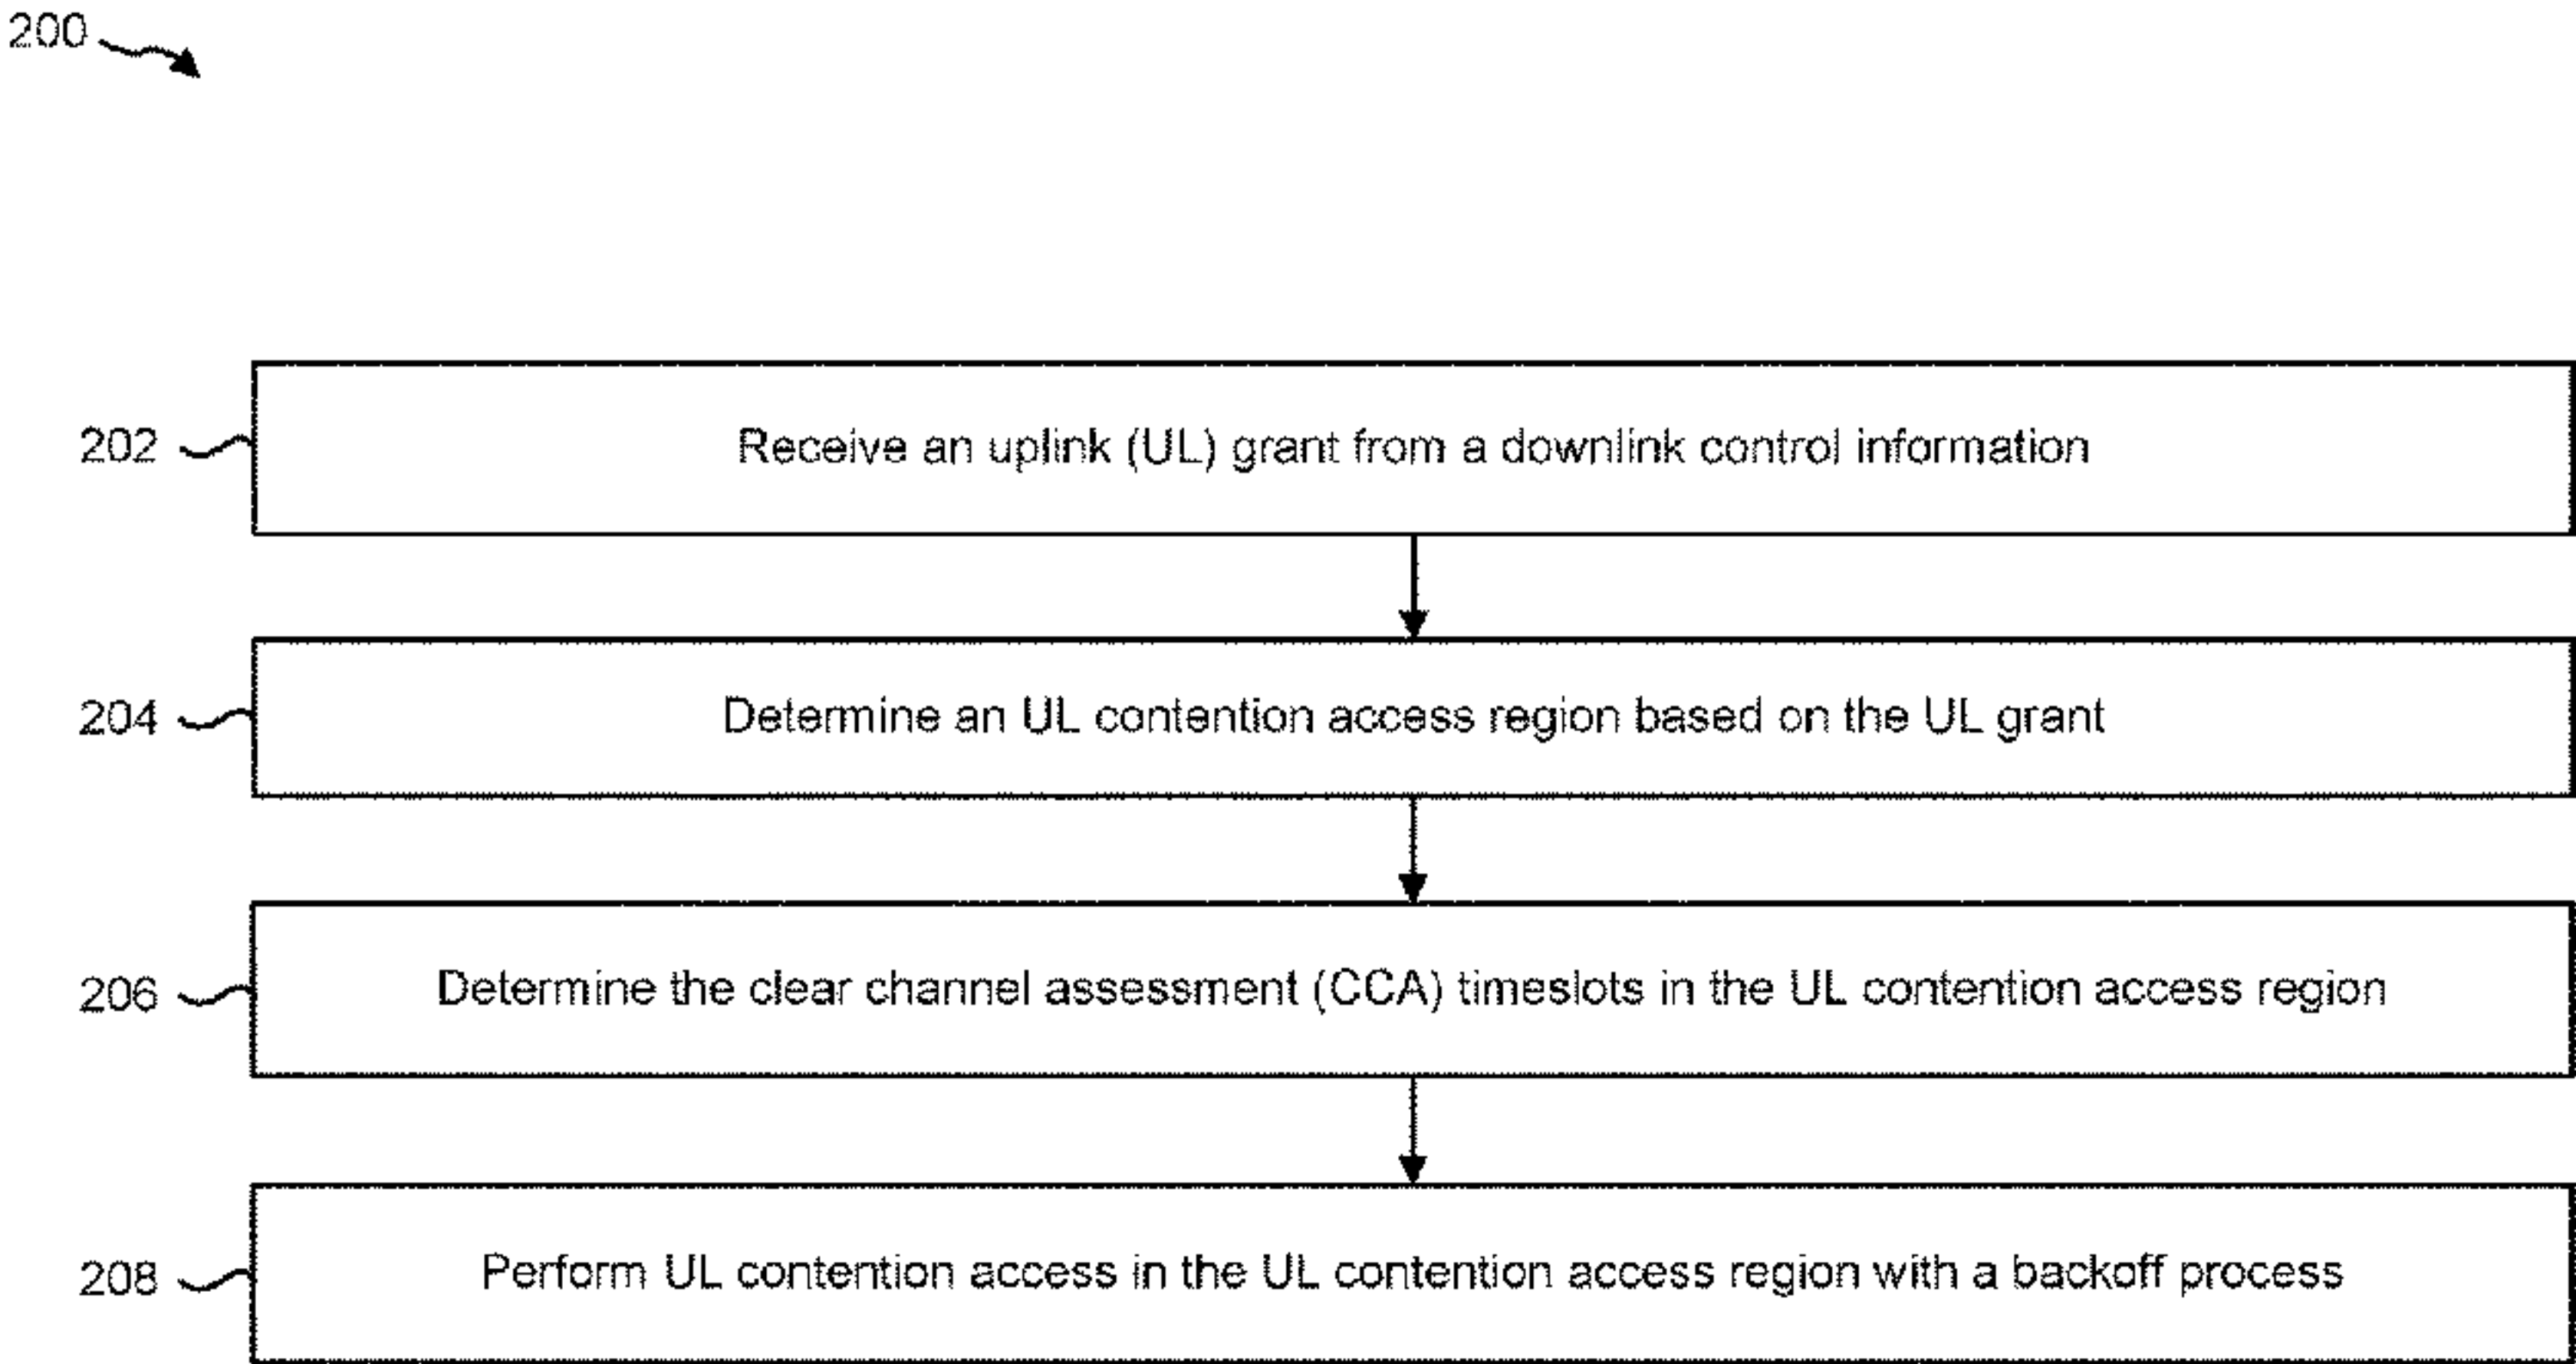 200
202 Receive an uplink (UL) grant from a downlink control information
204 Determine an UL contention access region based on the UL grant
206 Determine the clear channel assessment (CCA) timeslots in the UL contention access region
208 Perform UL contention access in the UL contention access region with a backoff process